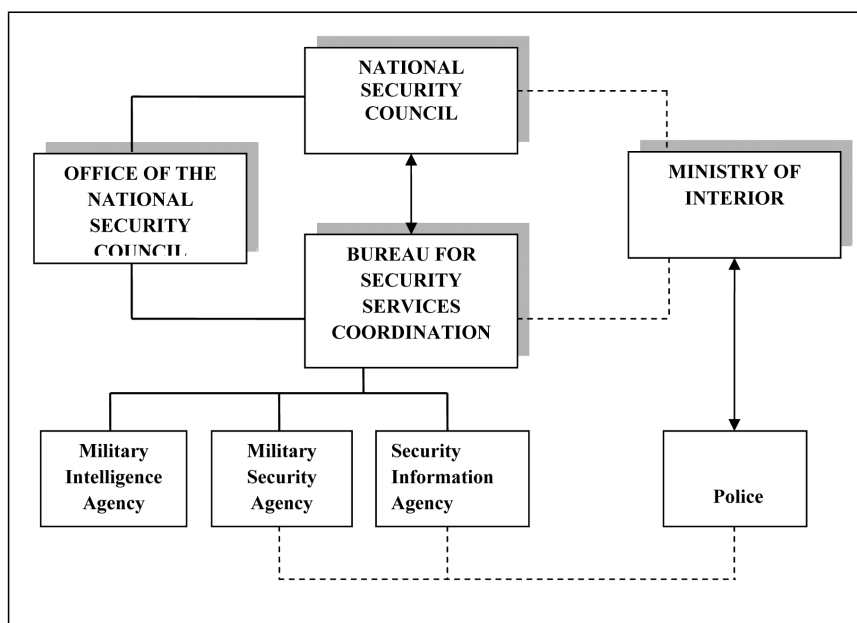 NATIONAL
SECURITY
COUNCIL
OFFICE OF THE
NATIONAL
SECURITY
COUNCIL
MINISTRY OF
INTERIOR
BUREAU FOR
SECURITY
SERVICES
COORDINATION
Military
Intelligence
Agency
Military
Security
Agency
Security
Information
Agency
Police